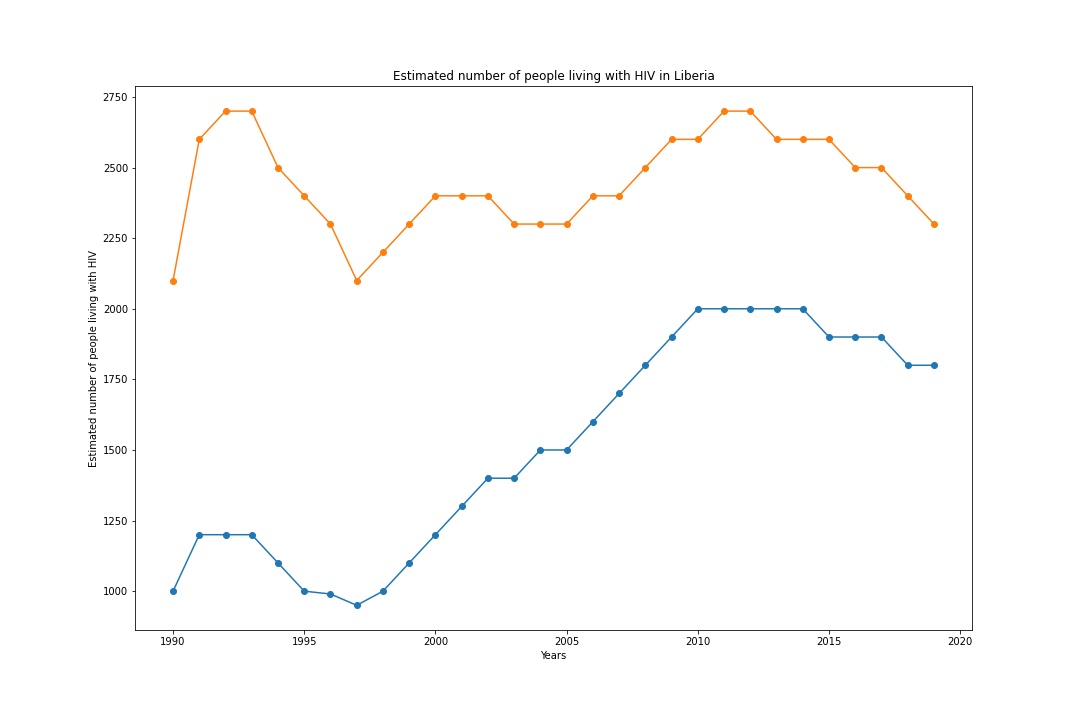 Estimated number of people living with HIV in Liberia
Estimated number of people living with HIV
2750
2500
2250
2000
1750
1500
1250
1000
1990 1995 2000 2005 2010 2015 2020
Years